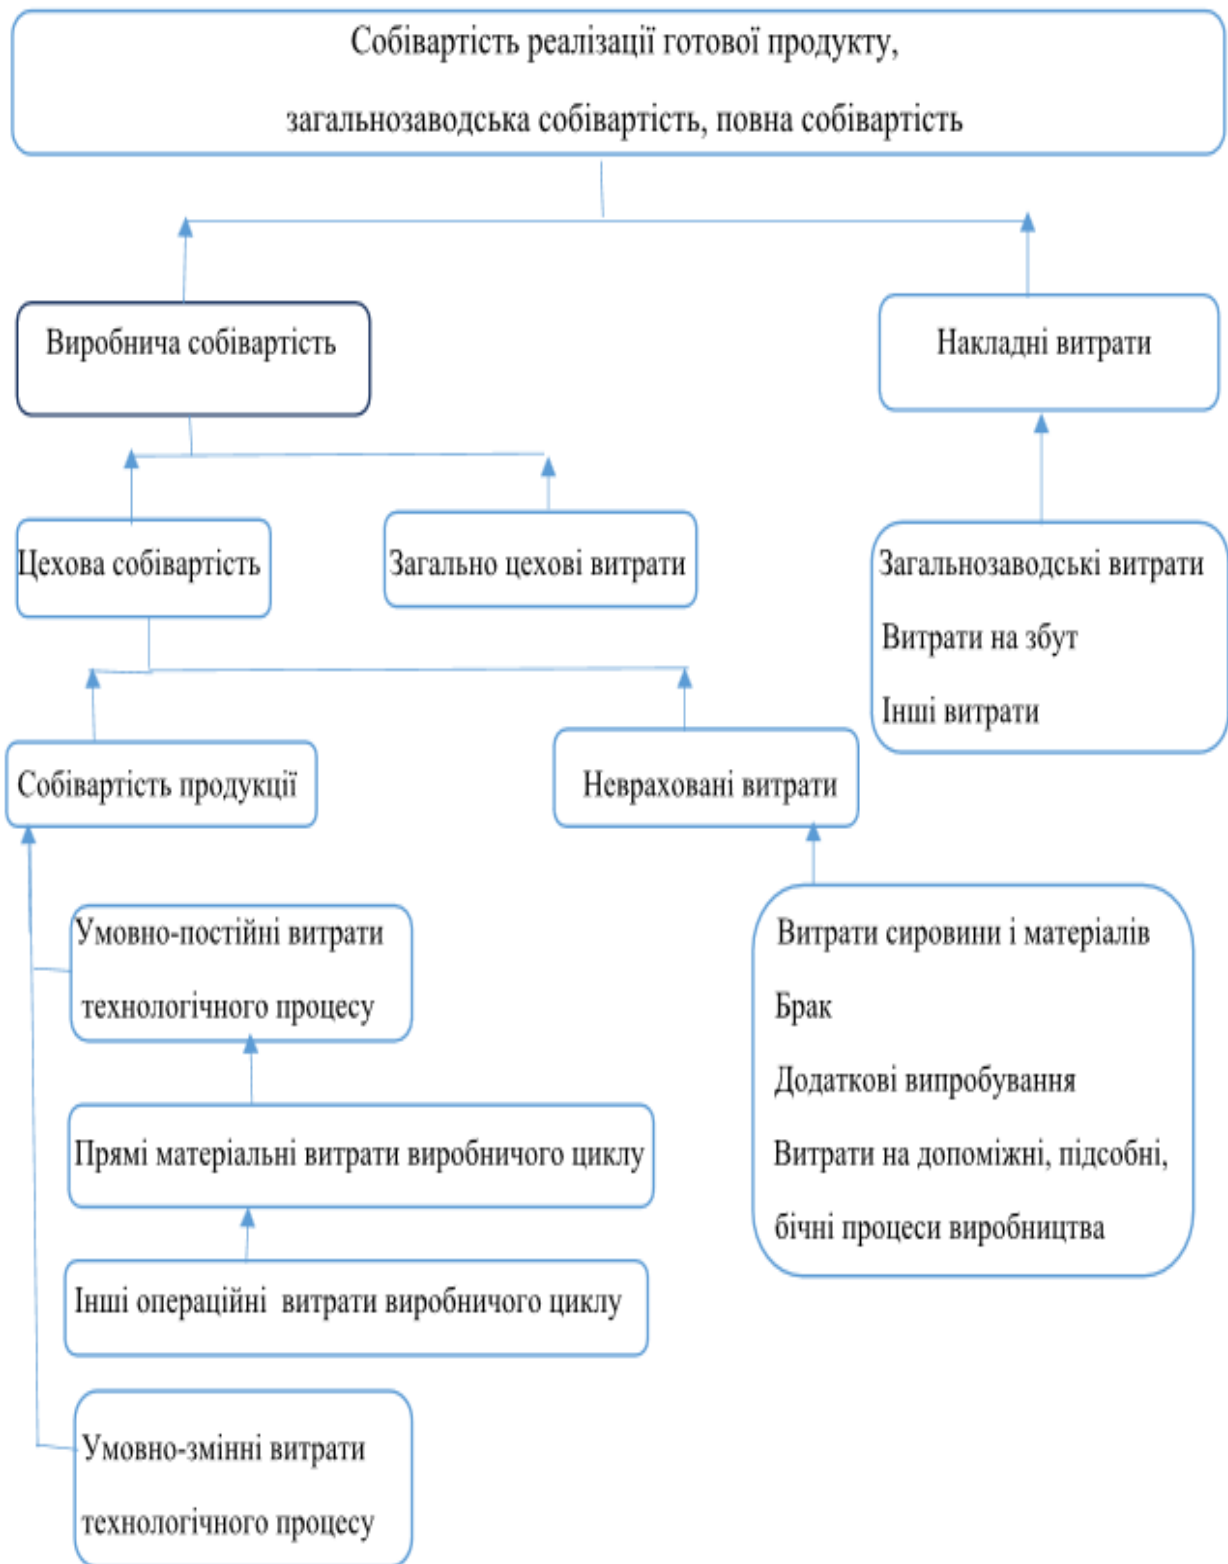 Собівартість реалізації готової продукту,
загальнозаводська собівартість, повна собівартість
Виробнича собівартість
Накладні витрати
Цехова собівартість
Загально цехові витрати
Загальнозаводські витрати
Витрати на збут
Інші витрати
Собівартість продукції
Невраховані витрати
Умовно-постійні витрати
технологічного процесу
Прямі матеріальні витрати виробничого циклу
Інші операційні витрати виробничого циклу
Умовно-змінні витрати
технологічного процесу
Витрати сировини і матеріалів
Брак
Додаткові випробування
Витрати на допоміжні, підсобні,
бічні процеси виробництва